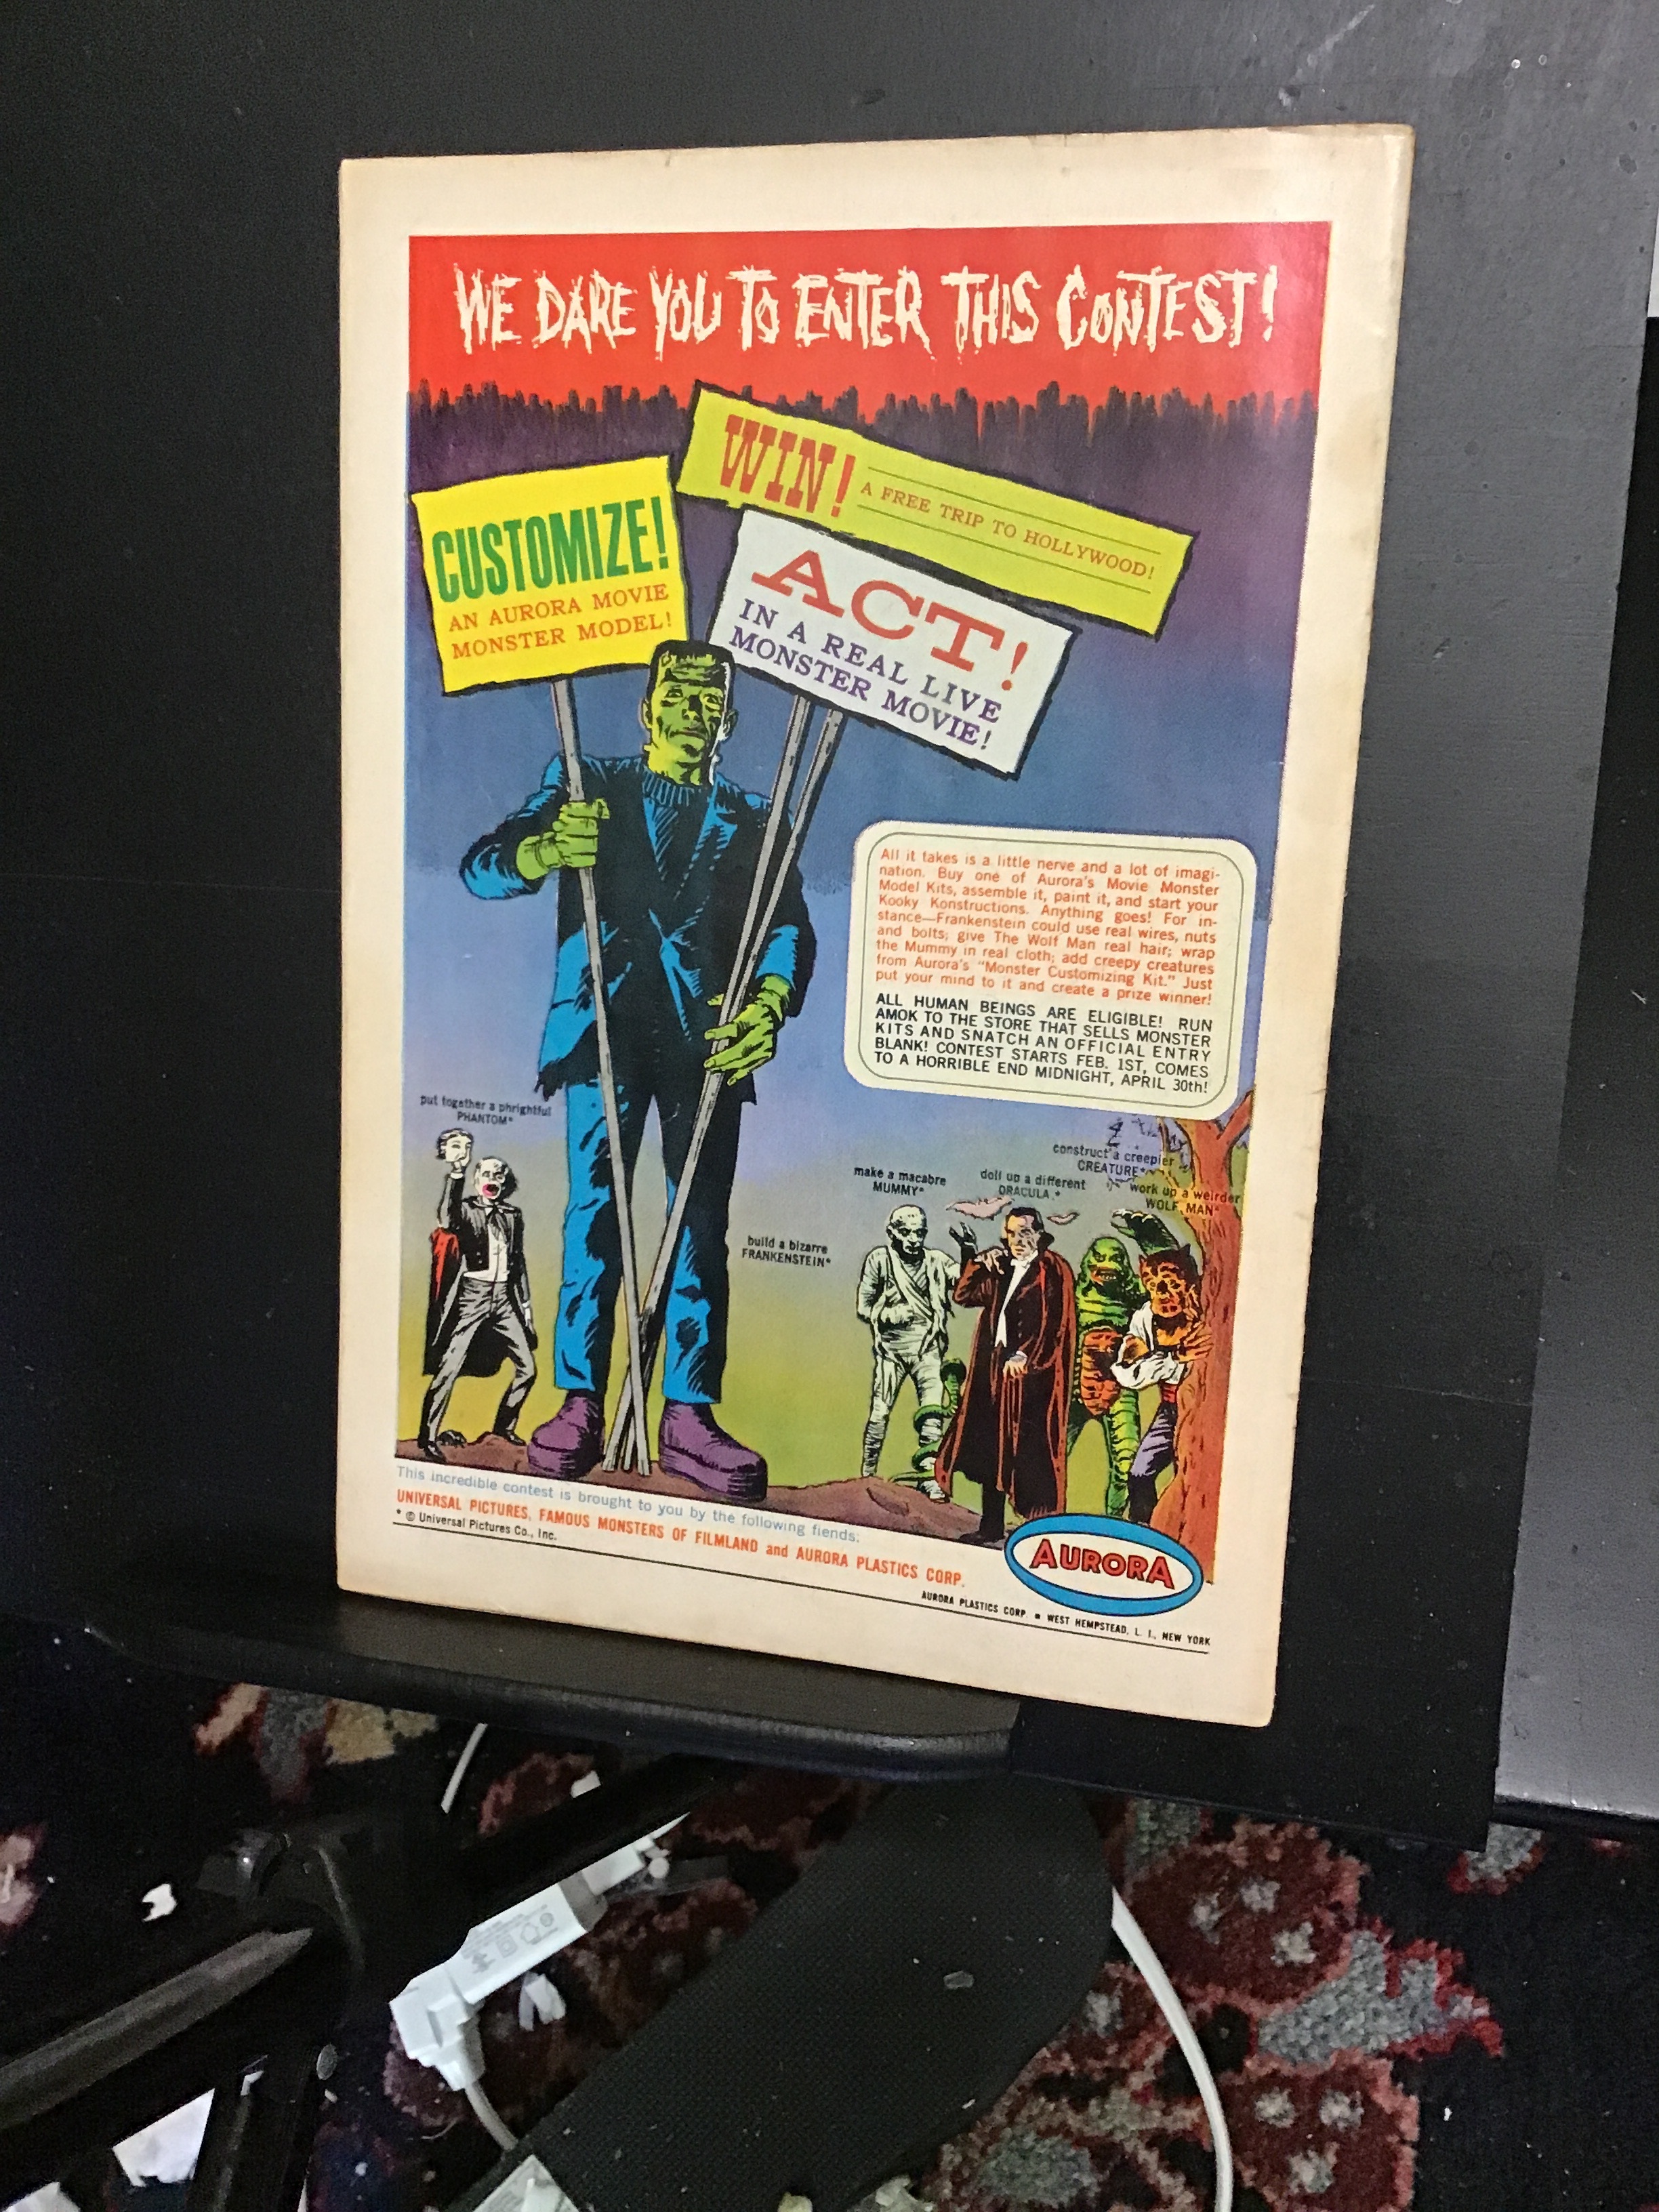 WE DARE YOU TO ENTER THIS CONTEST!
WIN! A FREE TRIP TO HOLLYWOOD!
CUSTOMIZE!
AN AURORA MOVIE
MONSTER MODEL!
ACT!
IN A REAL LIVE
MONSTER MOVIE!
All it takes is a little nerve and a lot of imagi-
nation. Buy one of Aurora's Movie Monster
Model Kits, assemble it, paint it, and start your
Kooky Konstructions. Anything goes! For in-
stance—Frankenstein could use real wires, nuts
and bolts; give The Wolf Man real hair; wrap
the Mummy in real cloth; add creepy creatures
from Aurora's "Monster Customizing Kit." Just
put your mind to it and create a prize winner!
ALL HUMAN BEINGS ARE ELIGIBLE! RUN
AMOK TO THE STORE THAT SELLS MONSTER
KITS AND SNATCH AN OFFICIAL ENTRY
BLANK! CONTEST STARTS FEB. 1ST, COMES
TO A HORRIBLE END MIDNIGHT, APRIL 30th!
put together a phrightful
PHANTOM*
build a bizarre
FRANKENSTEIN*
make a macabre
MUMMY*
doll up a different
DRACULA*
construct a creepier
CREATURE*
work up a weirder
WOLF MAN*
This incredible contest is brought to you by the following fiends:
UNIVERSAL PICTURES, FAMOUS MONSTERS OF FILMLAND and AURORA PLASTICS CORP.
* © Universal Pictures Co., Inc.
AURORA
AURORA PLASTICS CORP. ■ WEST HEMPSTEAD, L. I., NEW YORK